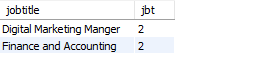 jobtitle jbt
Digital Marketing Manger 2
Finance and Accounting 2